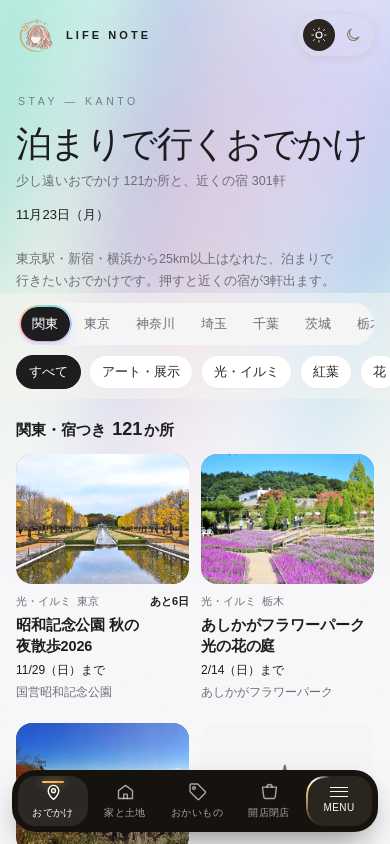 LIFE NOTE
STAY — KANTO
泊まりで行くおでかけ
少し遠いおでかけ 121か所と、近くの宿 301軒
11月23日（月）
東京駅・新宿・横浜から25km以上はなれた、泊まりで
行きたいおでかけです。押すと近くの宿が3軒出ます。
関東 東京 神奈川 埼玉 千葉 茨城
すべて アート・展示 光・イルミ 紅葉 花
関東・宿つき 121か所
光・イルミ 東京 あと6日
昭和記念公園 秋の
夜散歩2026
11/29（日）まで
国営昭和記念公園
光・イルミ 栃木
あしかがフラワーパーク
光の花の庭
2/14（日）まで
あしかがフラワーパーク
おでかけ 家と土地 おかいもの 開店閉店 MENU